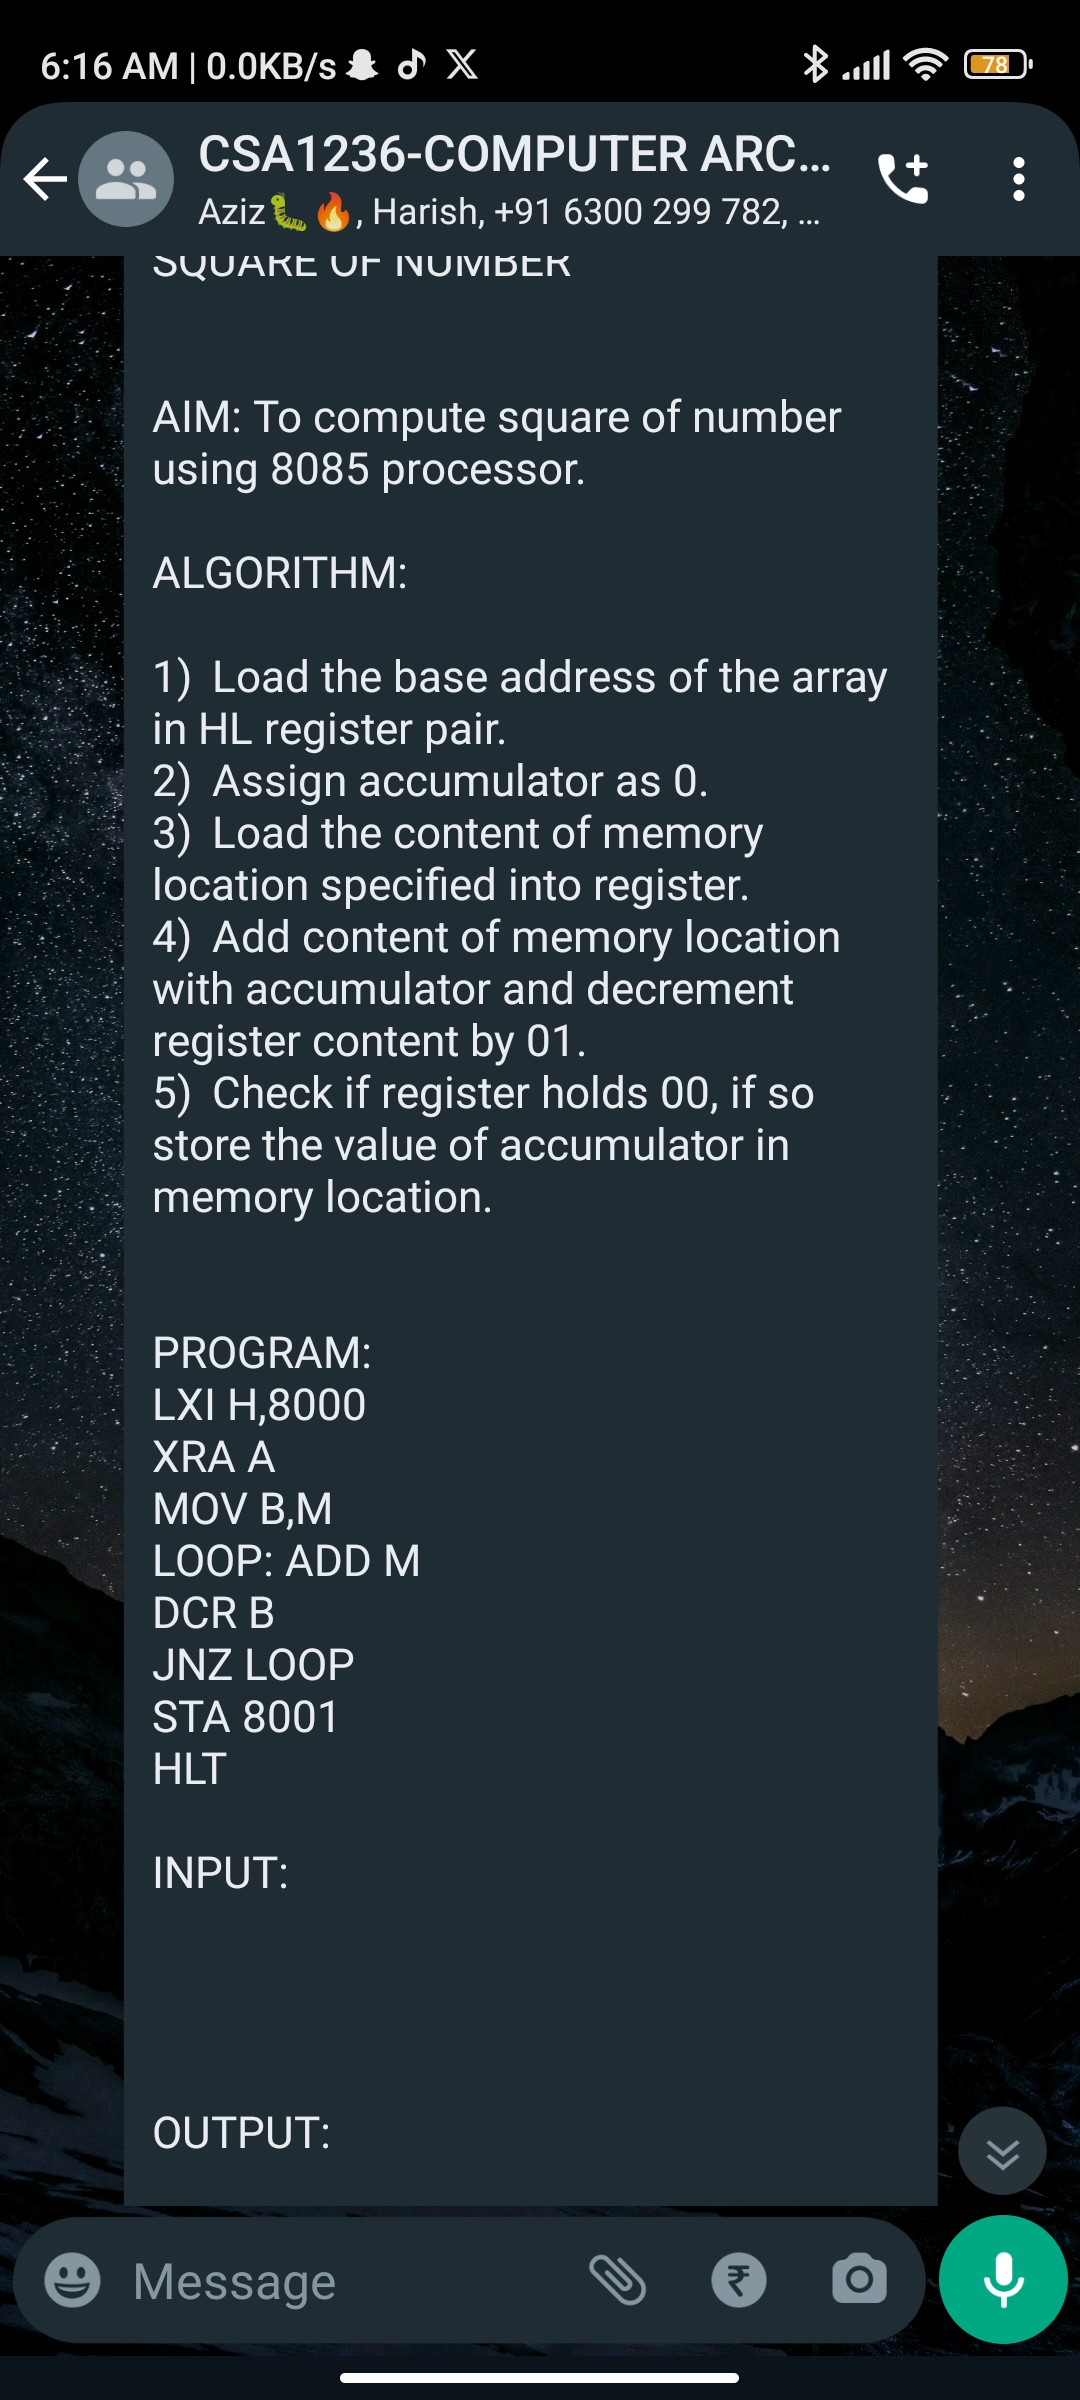 6:16 AM | 0.0KB/s
78
CSA1236-COMPUTER ARC...
Aziz🐛🔥, Harish, +91 6300 299 782, ...
SQUARE OF NUMBER
AIM: To compute square of number
using 8085 processor.
ALGORITHM:
1) Load the base address of the array
in HL register pair.
2) Assign accumulator as 0.
3) Load the content of memory
location specified into register.
4) Add content of memory location
with accumulator and decrement
register content by 01.
5) Check if register holds 00, if so
store the value of accumulator in
memory location.
PROGRAM:
LXI H,8000
XRA A
MOV B,M
LOOP: ADD M
DCR B
JNZ LOOP
STA 8001
HLT
INPUT:
OUTPUT:
Message